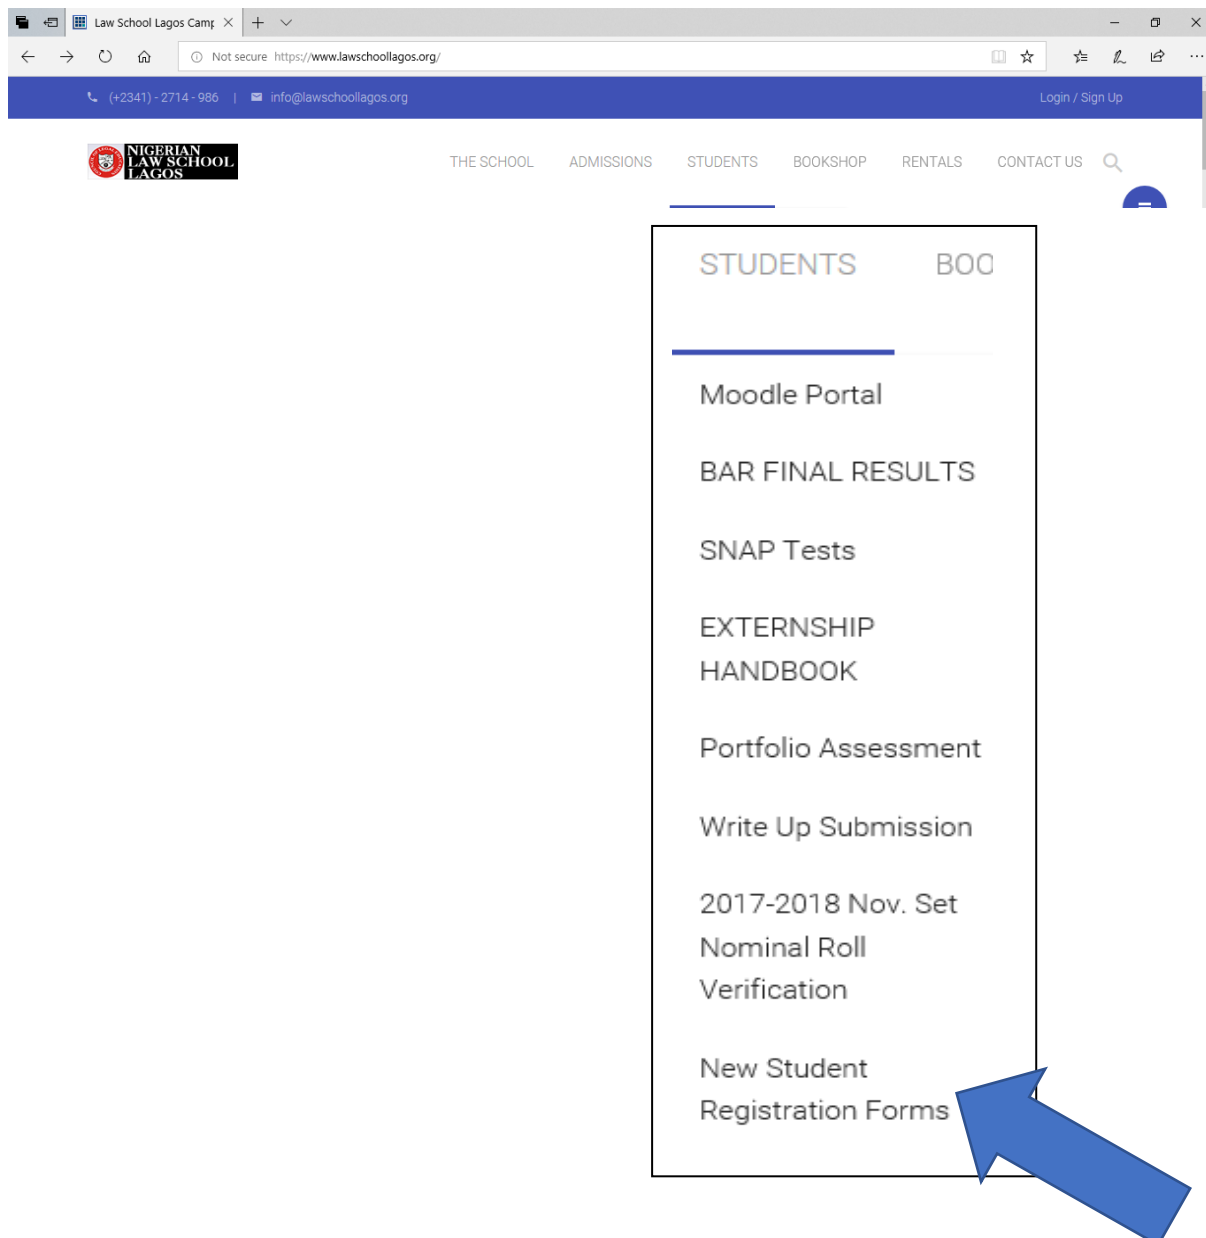 Law School Lagos Camp
Not secure https://www.lawschoollagos.org/
(+2341) - 2714 - 986 | info@lawschoollagos.org Login / Sign Up
NIGERIAN
LAW SCHOOL
LAGOS
THE SCHOOL ADMISSIONS STUDENTS BOOKSHOP RENTALS CONTACT US
STUDENTS BOO
Moodle Portal
BAR FINAL RESULTS
SNAP Tests
EXTERNSHIP
HANDBOOK
Portfolio Assessment
Write Up Submission
2017-2018 Nov. Set
Nominal Roll
Verification
New Student
Registration Forms